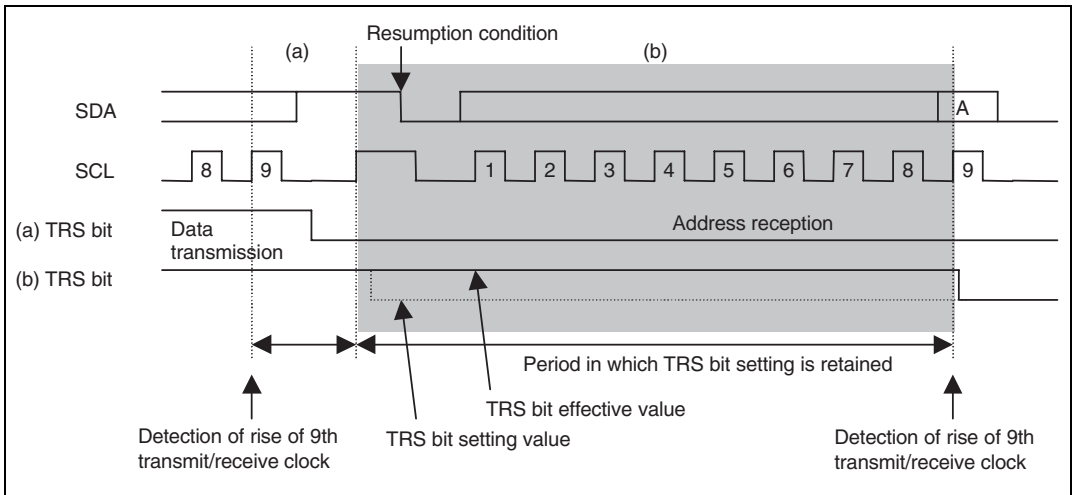 Resumption condition
(a)
(b)
SDA
A
SCL
8 9 1 2 3 4 5 6 7 8 9
(a) TRS bit
Data
transmission
Address reception
(b) TRS bit
Period in which TRS bit setting is retained
TRS bit effective value
TRS bit setting value
Detection of rise of 9th
transmit/receive clock
Detection of rise of 9th
transmit/receive clock